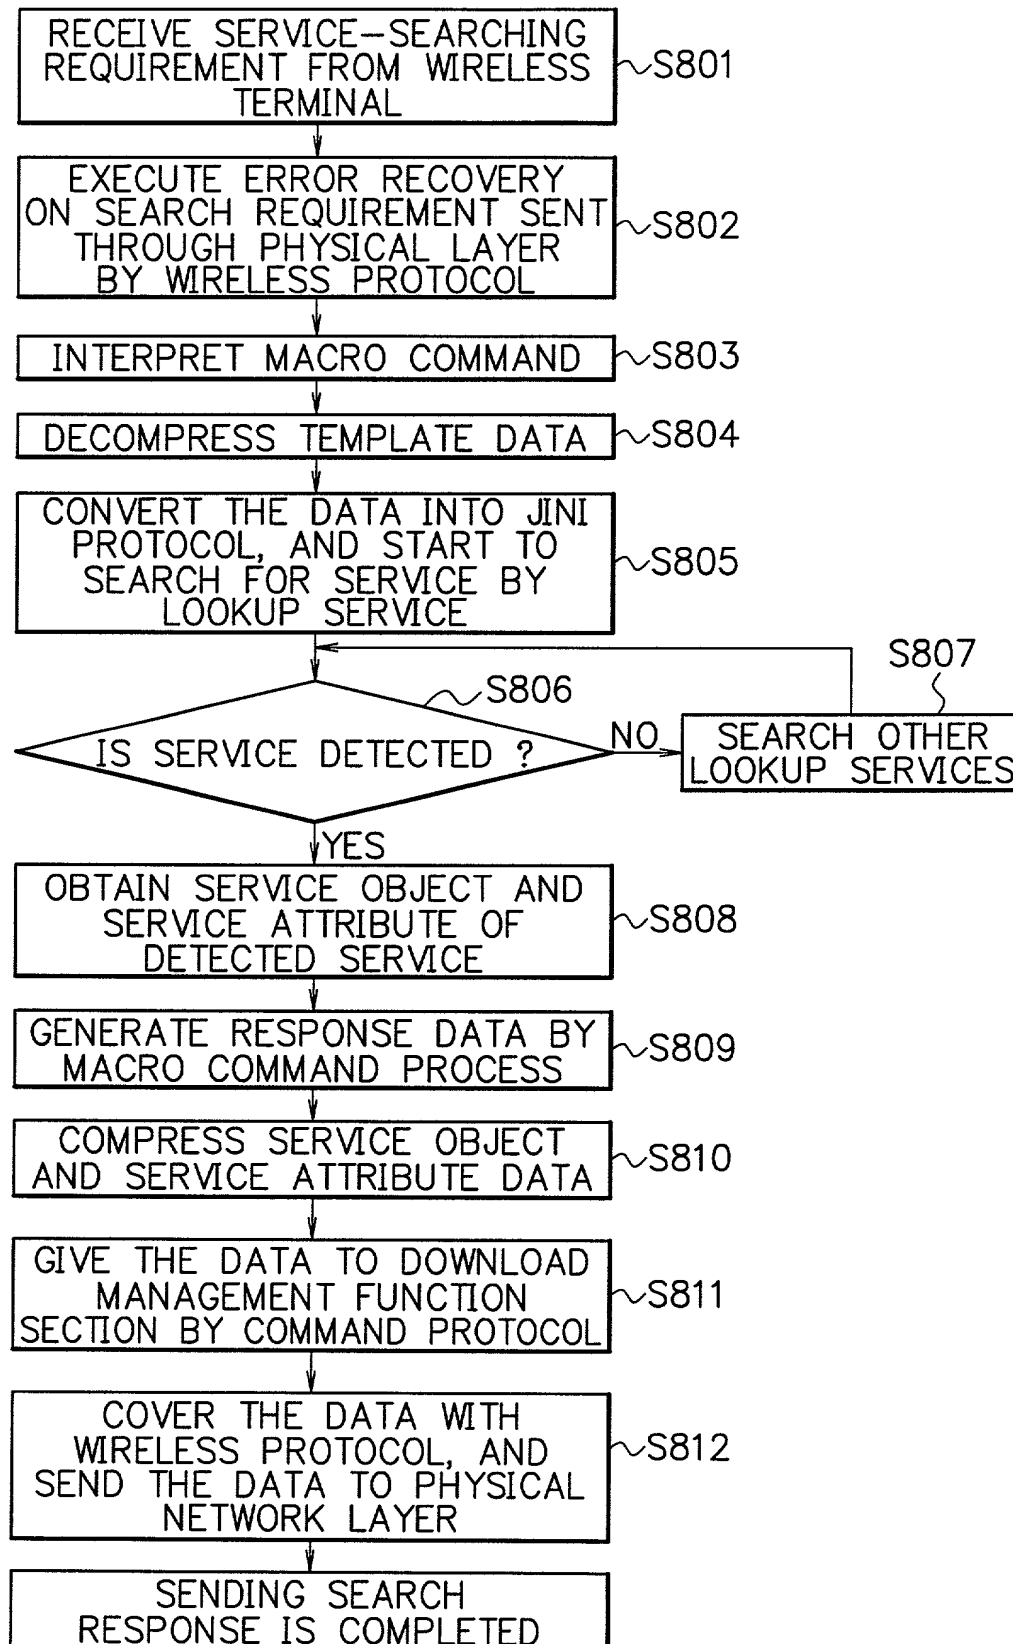 RECEIVE SERVICE-SEARCHING
REQUIREMENT FROM WIRELESS
TERMINAL
S801
EXECUTE ERROR RECOVERY
ON SEARCH REQUIREMENT SENT
THROUGH PHYSICAL LAYER
BY WIRELESS PROTOCOL
S802
INTERPRET MACRO COMMAND
S803
DECOMPRESS TEMPLATE DATA
S804
CONVERT THE DATA INTO JINI
PROTOCOL, AND START TO
SEARCH FOR SERVICE BY
LOOKUP SERVICE
S805
S806
IS SERVICE DETECTED ?
NO
S807
SEARCH OTHER
LOOKUP SERVICES
YES
OBTAIN SERVICE OBJECT AND
SERVICE ATTRIBUTE OF
DETECTED SERVICE
S808
GENERATE RESPONSE DATA BY
MACRO COMMAND PROCESS
S809
COMPRESS SERVICE OBJECT
AND SERVICE ATTRIBUTE DATA
S810
GIVE THE DATA TO DOWNLOAD
MANAGEMENT FUNCTION
SECTION BY COMMAND PROTOCOL
S811
COVER THE DATA WITH
WIRELESS PROTOCOL, AND
SEND THE DATA TO PHYSICAL
NETWORK LAYER
S812
SENDING SEARCH
RESPONSE IS COMPLETED